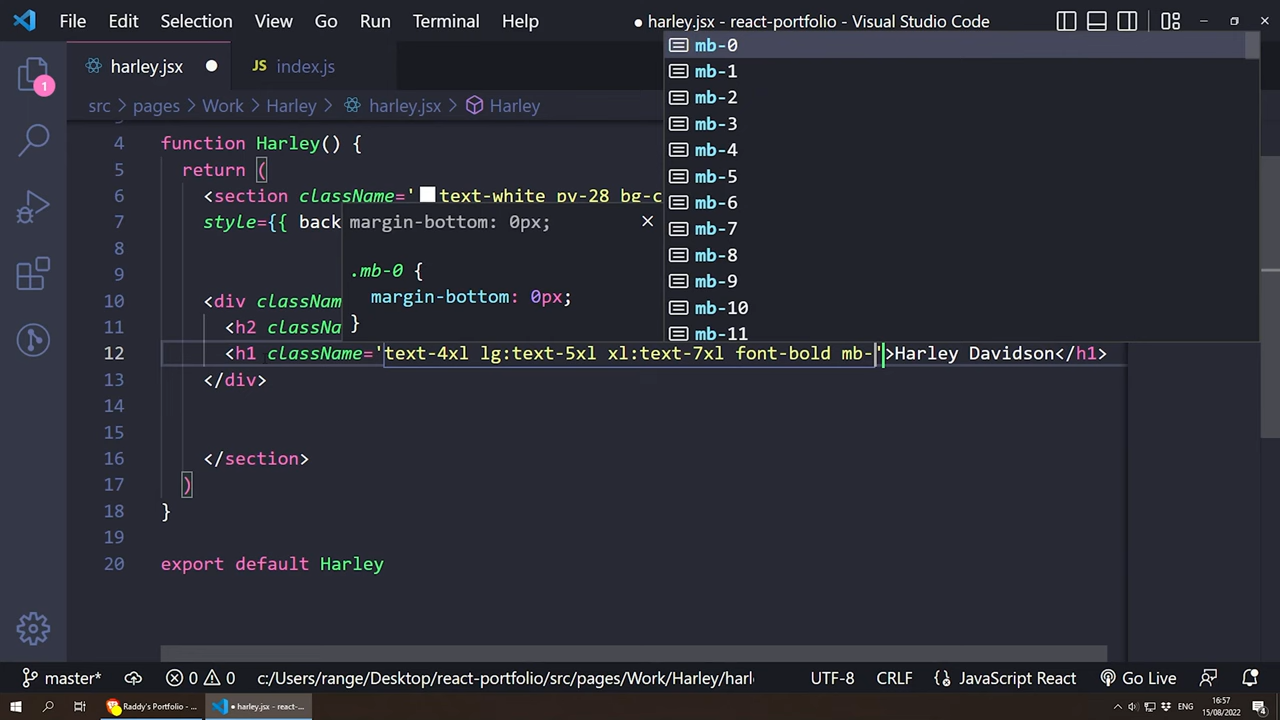 File Edit Selection View Go Run Terminal Help
● harley.jsx - react-portfolio - Visual Studio Code
1
harley.jsx
JS index.js
src > pages > Work > Harley > harley.jsx > Harley
4 function Harley() {
5 return (
6 <section className=' text-white py-28 bg-c
7 style={{ back
8
9
10 <div classNam
11 <h2 classNa
12 <h1 className='text-4xl lg:text-5xl xl:text-7xl font-bold mb-'>Harley Davidson</h1>
13 </div>
14
15
16 </section>
17 )
18 }
19
20 export default Harley
margin-bottom: 0px;
.mb-0 {
margin-bottom: 0px;
}
mb-0
mb-1
mb-2
mb-3
mb-4
mb-5
mb-6
mb-7
mb-8
mb-9
mb-10
mb-11
master* 0 0 c:/Users/range/Desktop/react-portfolio/src/pages/Work/Harley/harl UTF-8 CRLF JavaScript React Go Live
Raddy's Portfolio - ...
● harley.jsx - react-...
16:57
15/08/2022
4